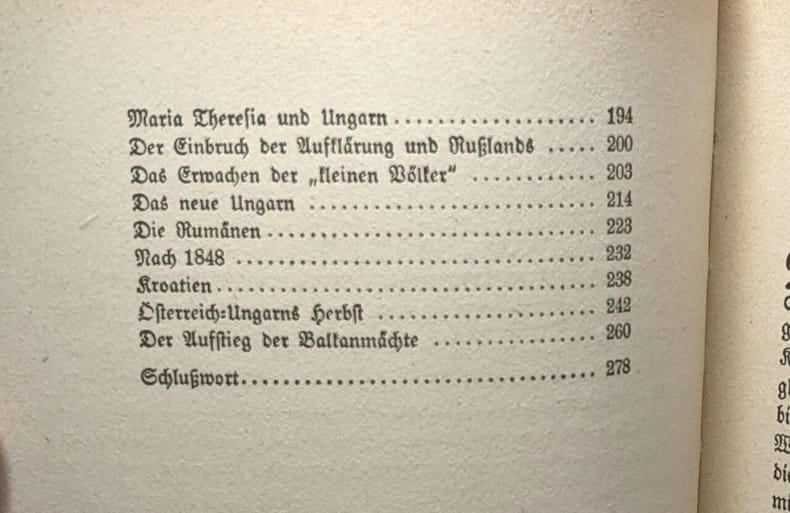 Maria Theresia und Ungarn .................. 194
Der Einbruch der Aufklärung und Rußlands ..... 200
Das Erwachen der „kleinen Völker“ ........... 203
Das neue Ungarn .......................... 214
Die Rumänen ............................. 223
Nach 1848 ................................ 232
Kroatien .................................. 238
Österreich-Ungarns Herbst .................. 242
Der Aufstieg der Balkanmächte .............. 260
Schlußwort ............................... 278